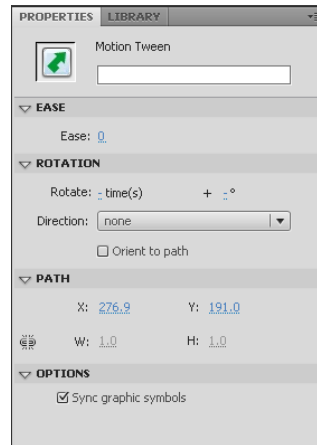 PROPERTIES LIBRARY
Motion Tween
EASE
Ease: 0
ROTATION
Rotate: - time(s) + - °
Direction: none
Orient to path
PATH
X: 276.9 Y: 191.0
W: 1.0 H: 1.0
OPTIONS
Sync graphic symbols